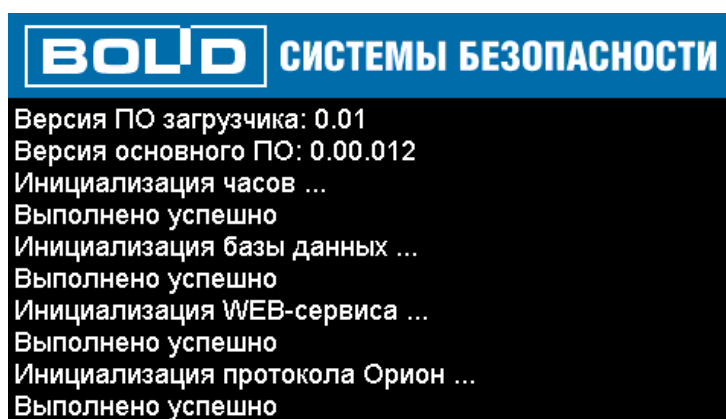 BOLID СИСТЕМЫ БЕЗОПАСНОСТИ
Версия ПО загрузчика: 0.01
Версия основного ПО: 0.00.012
Инициализация часов ...
Выполнено успешно
Инициализация базы данных ...
Выполнено успешно
Инициализация WEB-сервиса ...
Выполнено успешно
Инициализация протокола Орион ...
Выполнено успешно